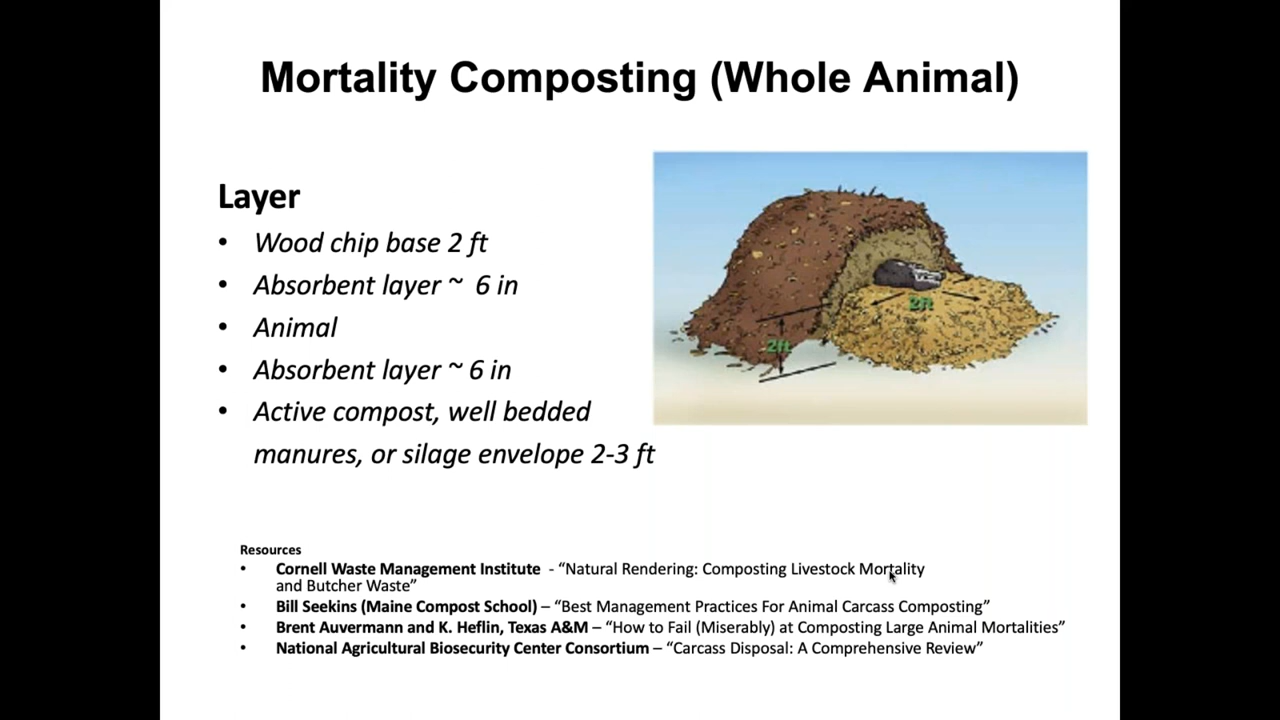 Mortality Composting (Whole Animal)
Layer
• Wood chip base 2 ft
• Absorbent layer ~ 6 in
• Animal
• Absorbent layer ~ 6 in
• Active compost, well bedded
manures, or silage envelope 2-3 ft
2ft
2ft
Resources
• Cornell Waste Management Institute - “Natural Rendering: Composting Livestock Mortality
and Butcher Waste”
• Bill Seekins (Maine Compost School) – “Best Management Practices For Animal Carcass Composting”
• Brent Auvermann and K. Heflin, Texas A&M – “How to Fail (Miserably) at Composting Large Animal Mortalities”
• National Agricultural Biosecurity Center Consortium – “Carcass Disposal: A Comprehensive Review”